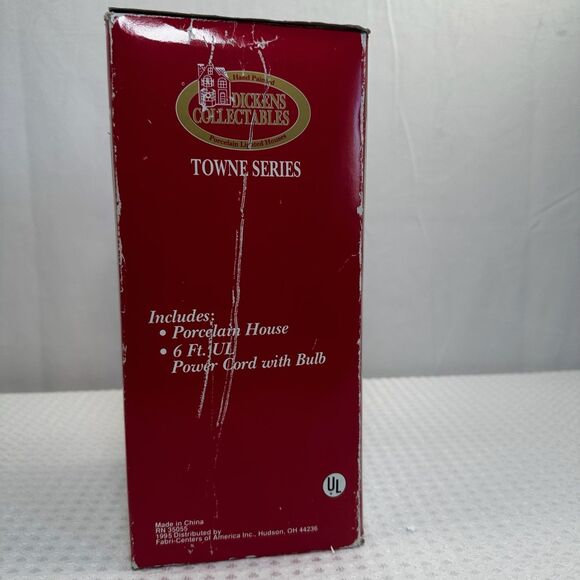 Hand Painted
DICKENS
COLLECTABLES
Porcelain Lighted Houses
TOWNE SERIES
Includes:
• Porcelain House
• 6 Ft. UL
Power Cord with Bulb
UL
Made in China
RN 35055
1995 Distributed by
Fabri-Centers of America Inc., Hudson, OH 44236